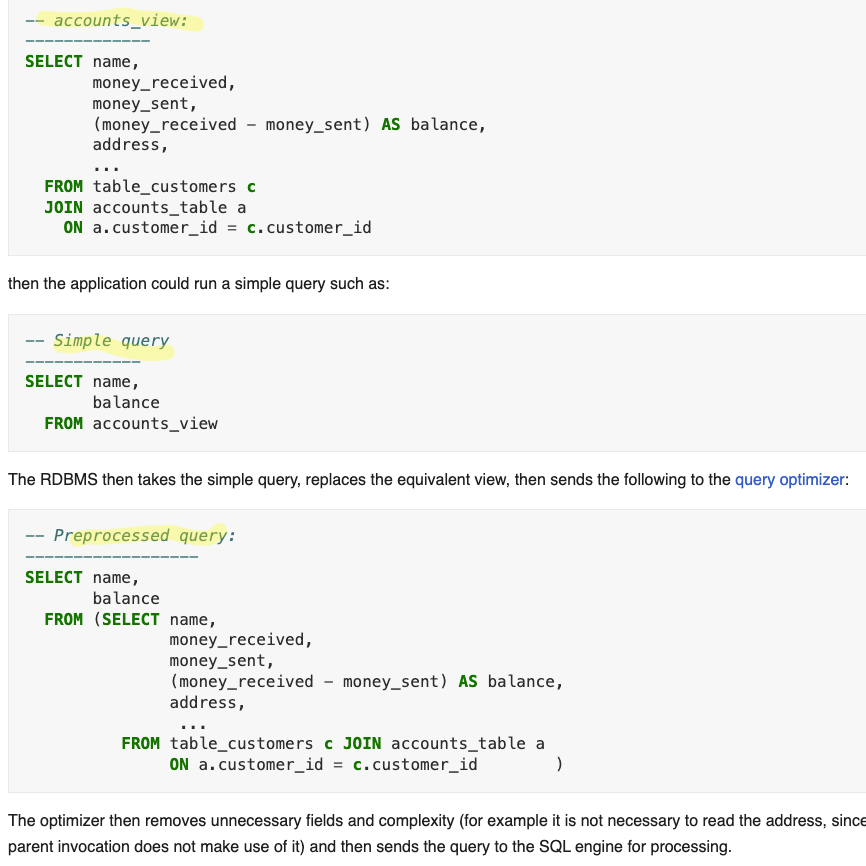 -- accounts_view:
-------------
SELECT name,
       money_received,
       money_sent,
       (money_received - money_sent) AS balance,
       address,
       ...
  FROM table_customers c
  JOIN accounts_table a
    ON a.customer_id = c.customer_id
then the application could run a simple query such as:
-- Simple query
------------
SELECT name,
       balance
  FROM accounts_view
The RDBMS then takes the simple query, replaces the equivalent view, then sends the following to the query optimizer:
-- Preprocessed query:
------------------
SELECT name,
       balance
  FROM (SELECT name,
               money_received,
               money_sent,
               (money_received - money_sent) AS balance,
               address,
                ...
          FROM table_customers c JOIN accounts_table a
               ON a.customer_id = c.customer_id        )
The optimizer then removes unnecessary fields and complexity (for example it is not necessary to read the address, since
parent invocation does not make use of it) and then sends the query to the SQL engine for processing.